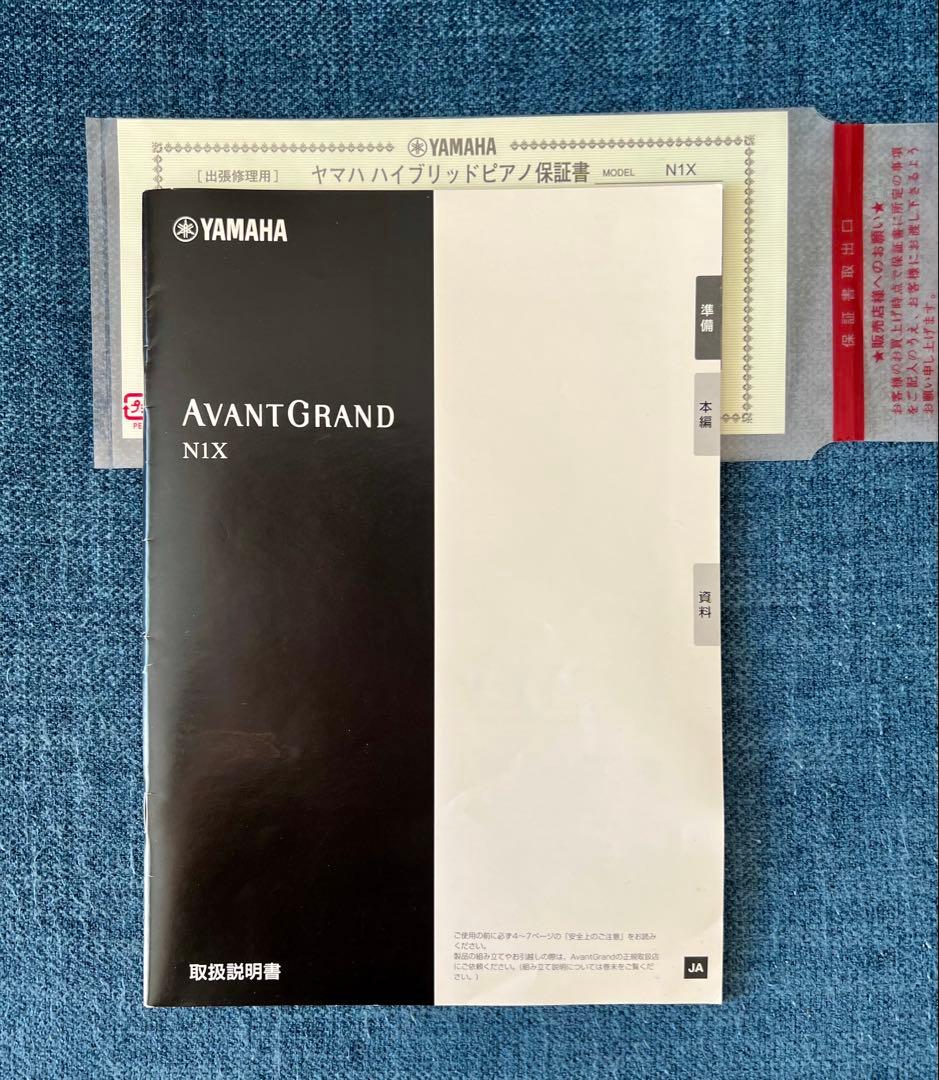 YAMAHA
[出張修理用] ヤマハ ハイブリッドピアノ保証書 MODEL N1X
YAMAHA
AVANTGRAND
N1X
取扱説明書
準備
本編
資料
ご使用の前に必ず4～7ページの「安全上のご注意」をお読み
ください。
製品の組み立てやお引越しの際は、AvantGrandの正規取扱店
にご依頼ください。(組み立て説明については巻末をご覧くだ
さい。)
JA
PE
保証書取出口
★販売店様へのお願い★
お客様のお買上げ時点で保証書に所定の事項
をご記入のうえ、お客様にお渡し下さるよう
お願い申し上げます。